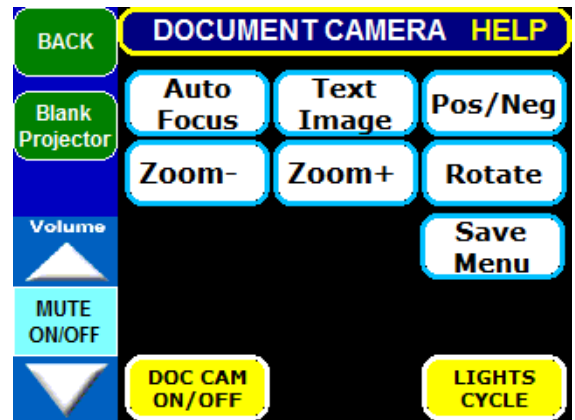 BACK
DOCUMENT CAMERA HELP
Blank
Projector
Auto
Focus
Text
Image
Pos/Neg
Zoom-
Zoom+
Rotate
Volume
Save
Menu
MUTE
ON/OFF
DOC CAM
ON/OFF
LIGHTS
CYCLE